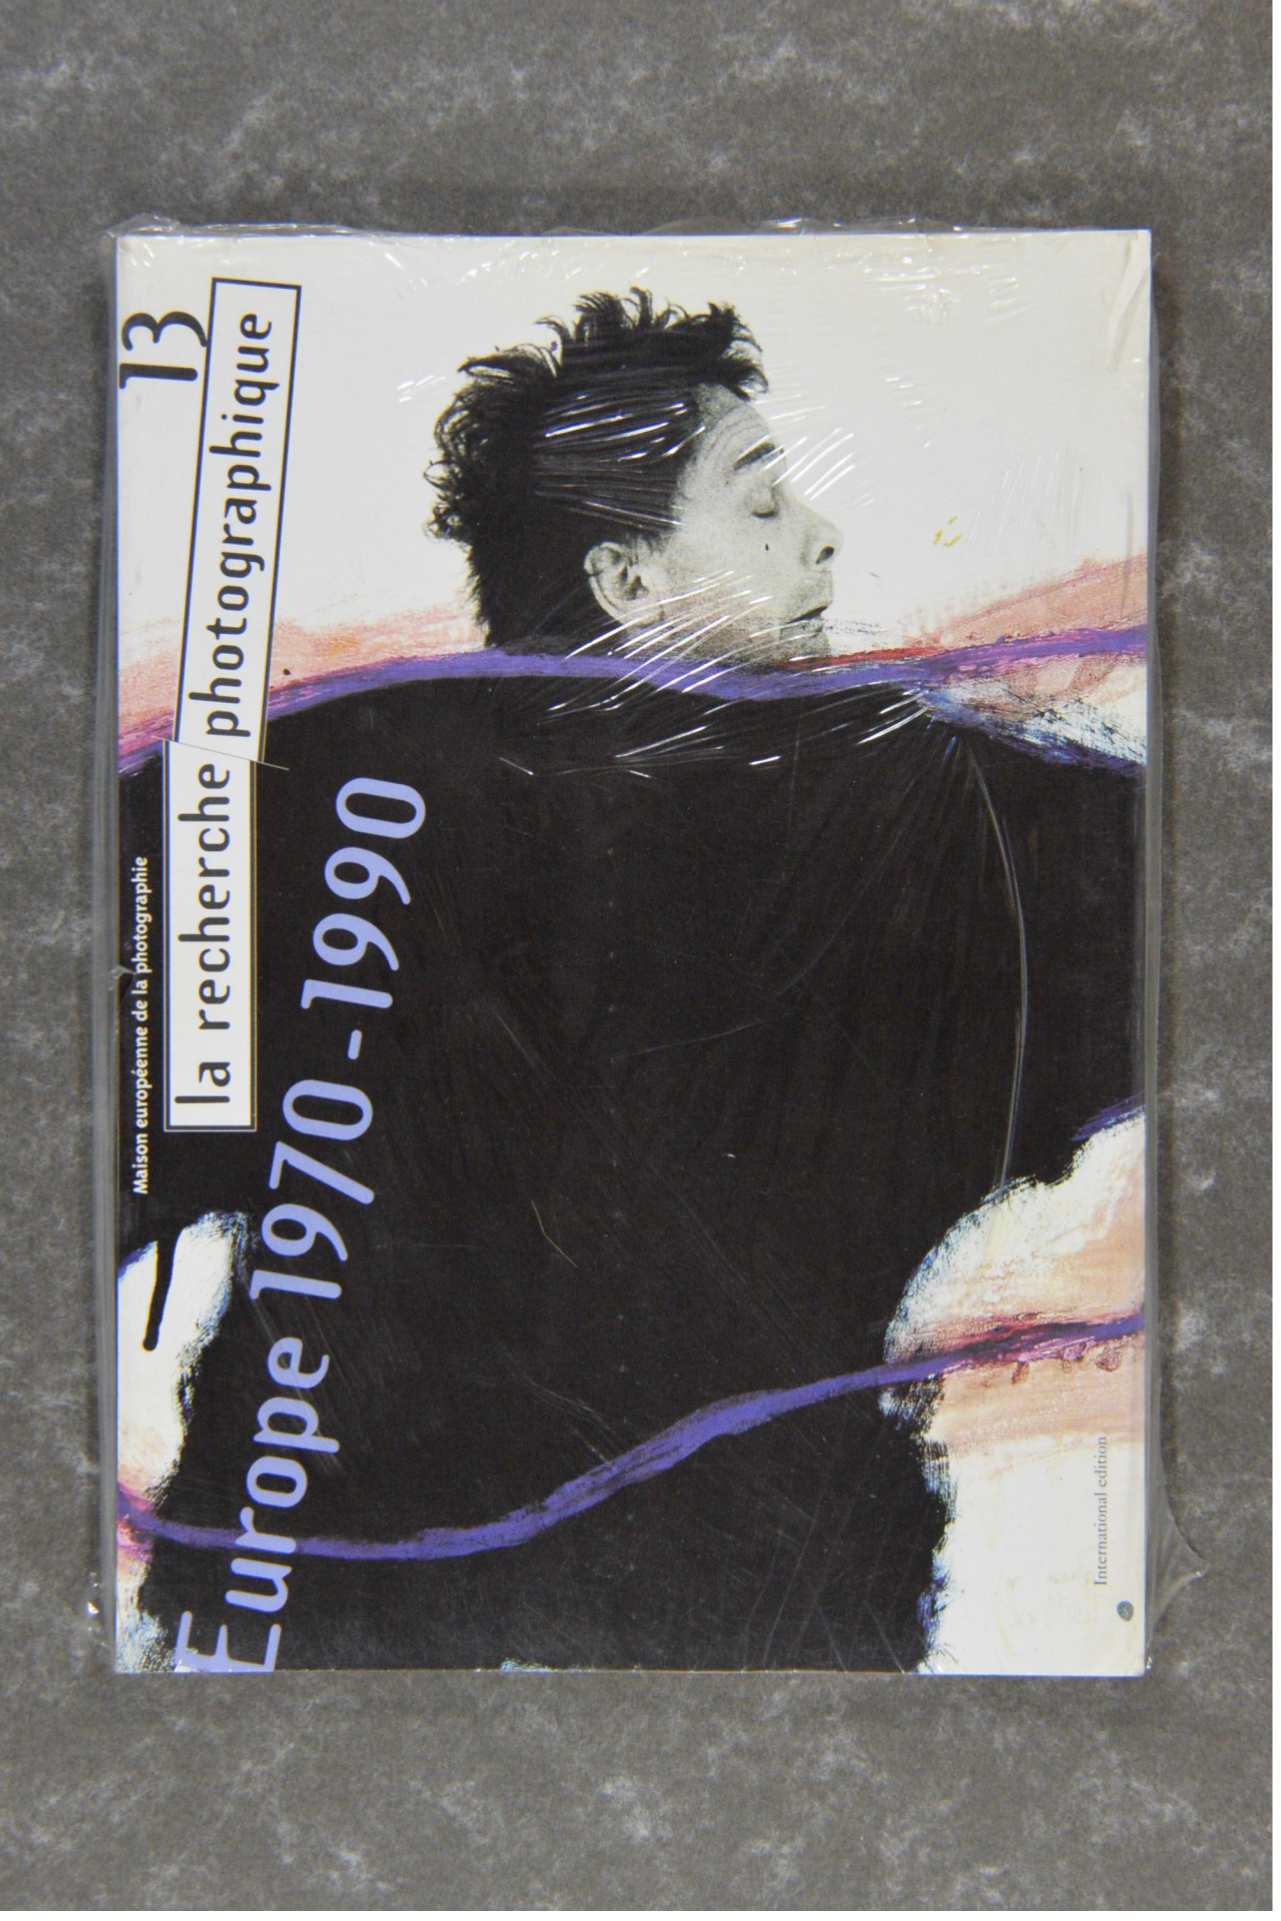 13
Maison européenne de la photographie
la recherche photographique
Europe 1970-1990
International edition